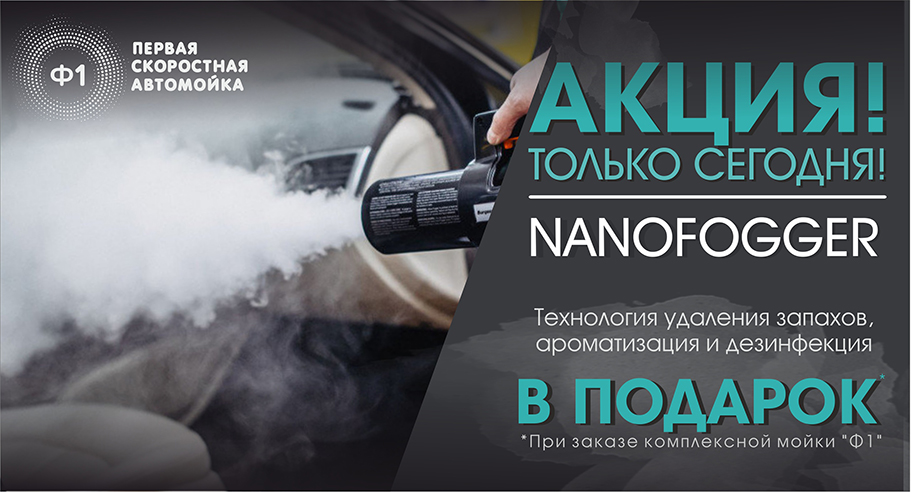 Ф1
ПЕРВАЯ
СКОРОСТНАЯ
АВТОМОЙКА
АКЦИЯ!
ТОЛЬКО СЕГОДНЯ!
NANOFOGGER
Технология удаления запахов,
ароматизация и дезинфекция
В ПОДАРОК*
*При заказе комплексной мойки "Ф1"